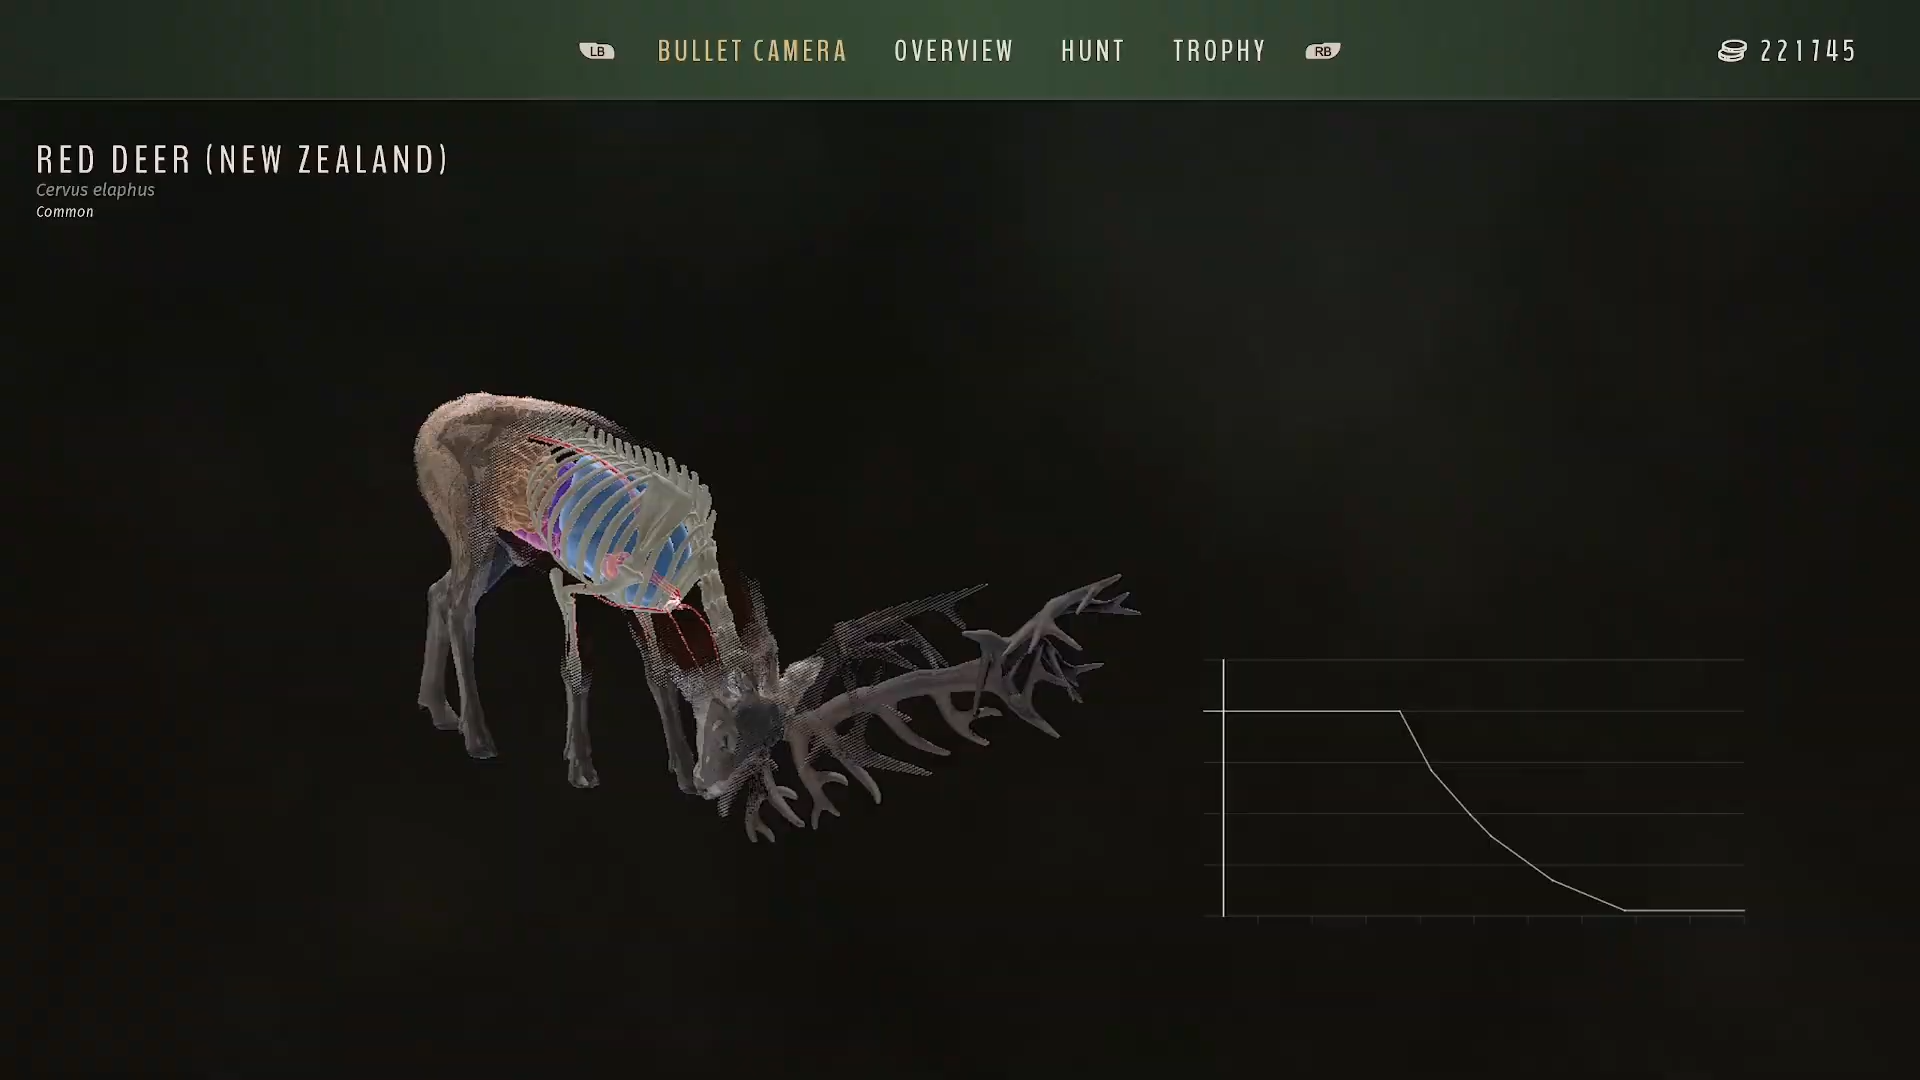 LB BULLET CAMERA OVERVIEW HUNT TROPHY RB 221745
RED DEER (NEW ZEALAND)
Cervus elaphus
Common